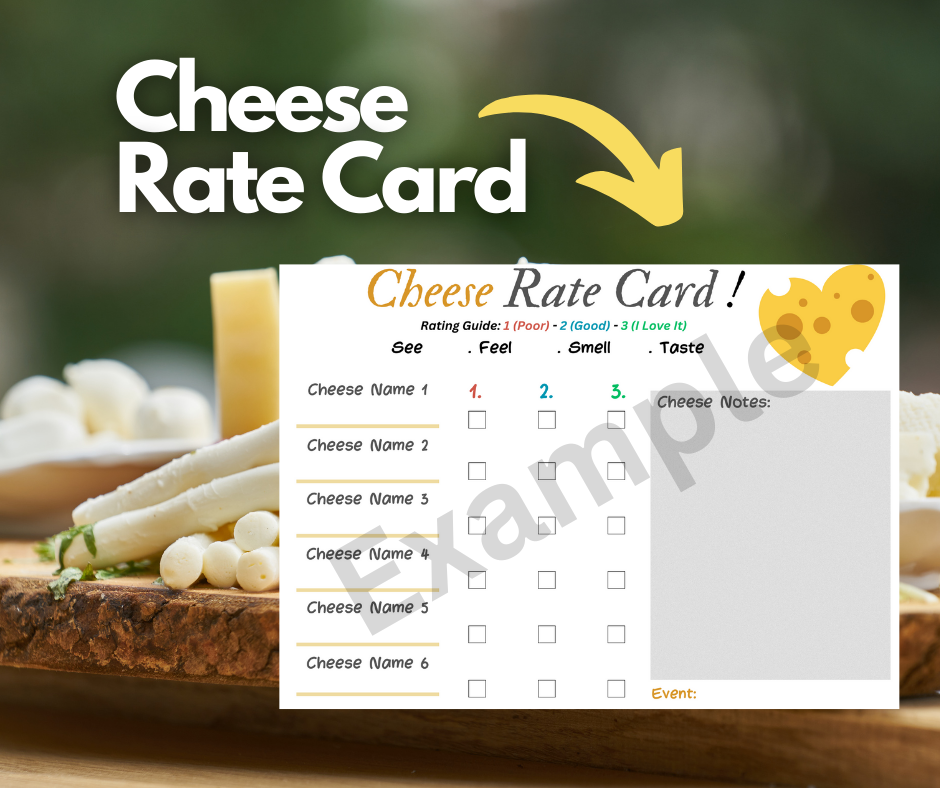 Cheese
Rate Card
Cheese Rate Card !
Rating Guide: 1 (Poor) - 2 (Good) - 3 (I Love It)
See . Feel . Smell . Taste
Cheese Name 1 1. 2. 3.
Cheese Notes:
Cheese Name 2
Cheese Name 3
Cheese Name 4
Cheese Name 5
Cheese Name 6
Event:
Example